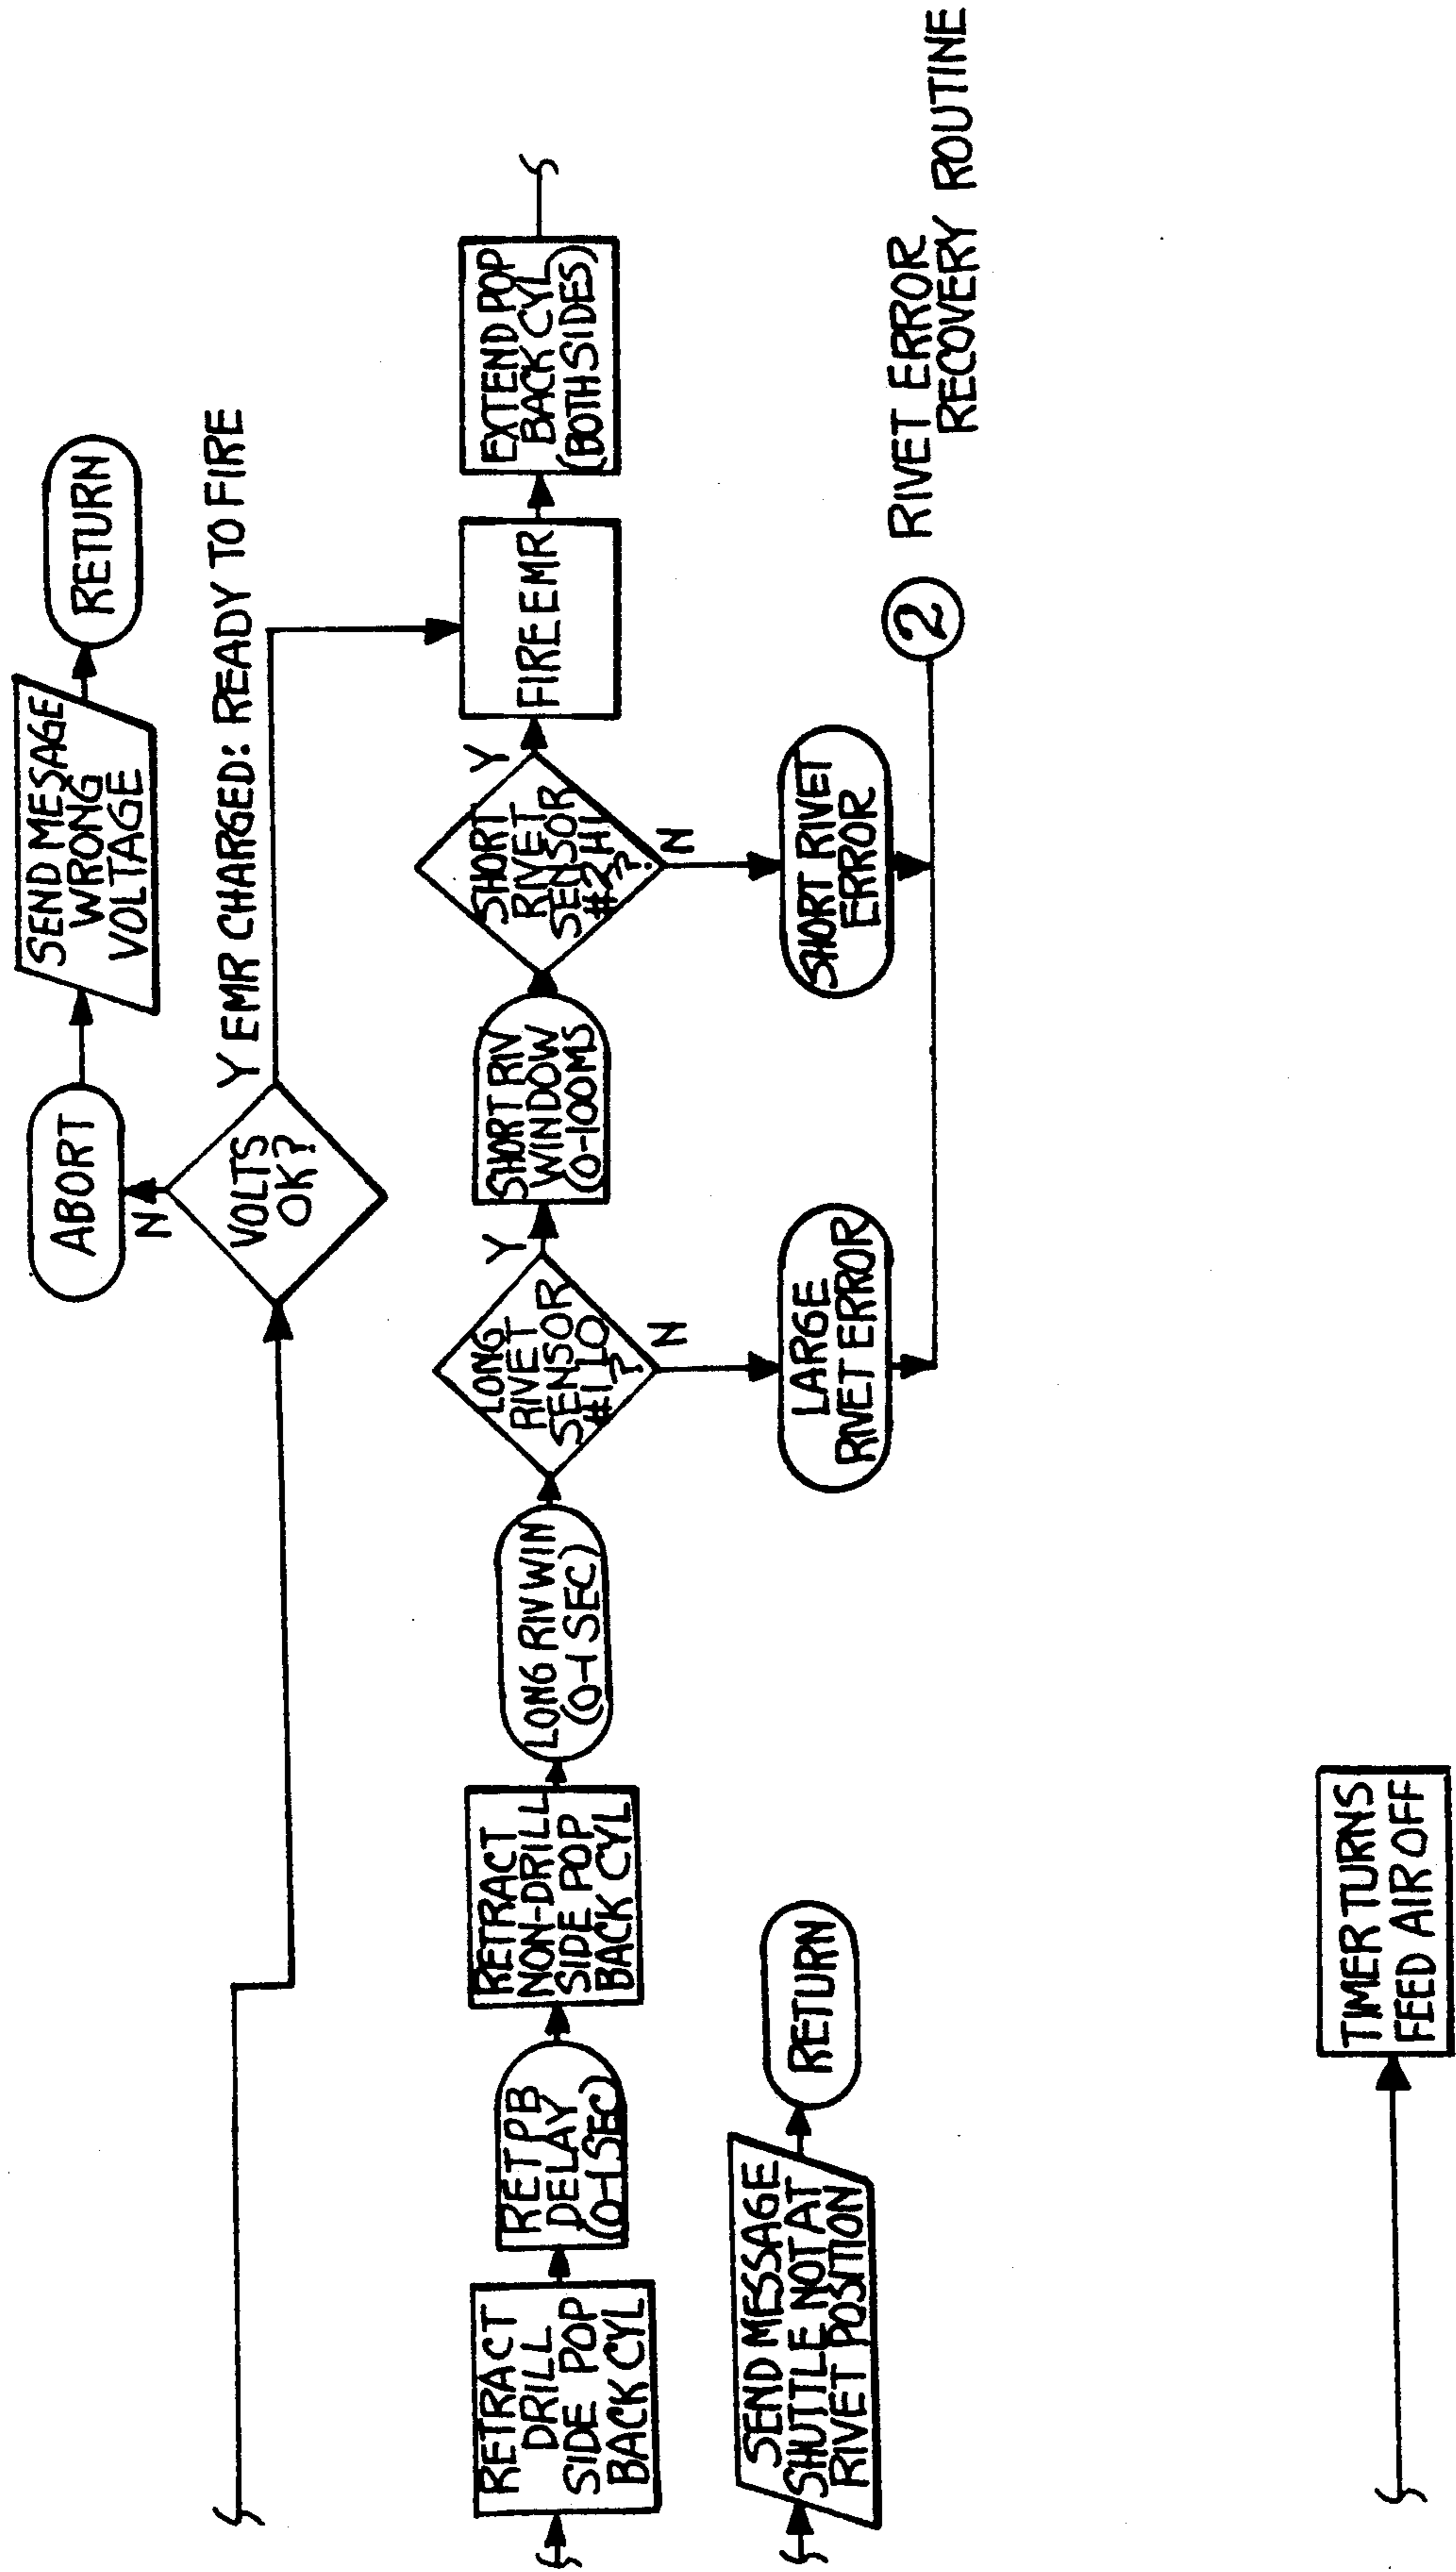 SEND MESAGE
WRONG
VOLTAGE
RETURN
ABORT
N
VOLTS
OK?
Y EMR CHARGED: READY TO FIRE
RETRACT
DRILL
SIDE POP
BACK CYL
RET PB
DELAY
(0-1 SEC)
RETRACT
NON-DRILL
SIDE POP
BACK CYL
LONG RIV WIN
(0-1 SEC)
LONG
RIVET
SENSOR
#1 LO
?
Y
N
SHORT RIV
WINDOW
(0-100MS
SHORT
RIVET
SENSOR
#2 HI
?
Y
N
FIRE EMR
EXTEND POP
BACK CYL
(BOTH SIDES)
SEND MESSAGE
SHUTTLE NOT AT
RIVET POSITION
RETURN
LARGE
RIVET ERROR
SHORT RIVET
ERROR
2
RIVET ERROR
RECOVERY ROUTINE
TIMER TURNS
FEED AIR OFF